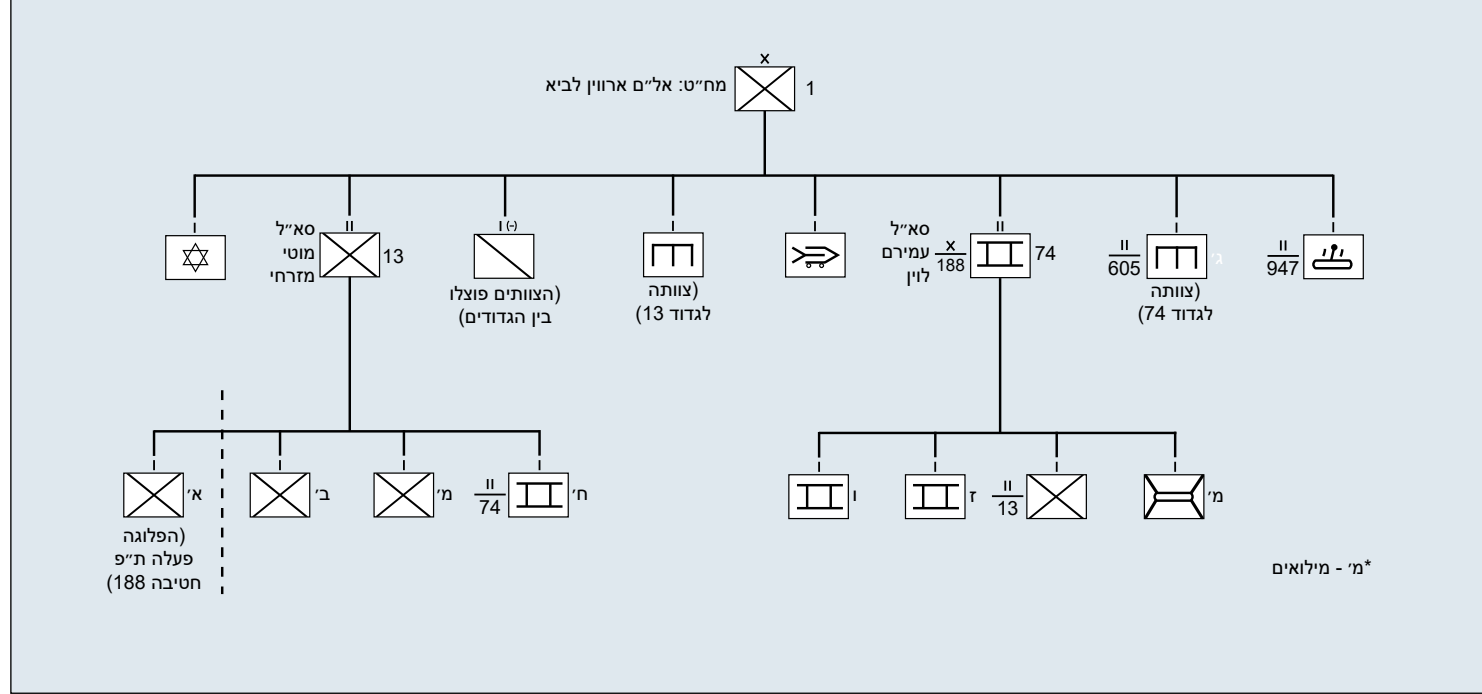 x
מח״ט: אל״ם ארווין לביא
1
II
סא״ל
מוטי
מזרחי
13
I (-)
(הצוותים פוצלו
בין הגדודים)
I
(צוותה
לגדוד 13)
I
II
סא״ל
עמירם
לוין
x
188
74
I
ג׳
II
605
(צוותה
לגדוד 74)
I
II
947
I
א׳
(הפלוגה
פעלה ת״פ
חטיבה 188)
I
ב׳
I
מ׳
I
ח׳
II
74
I
ו
I
ז
I
II
13
I
מ׳
*מ׳ - מילואים